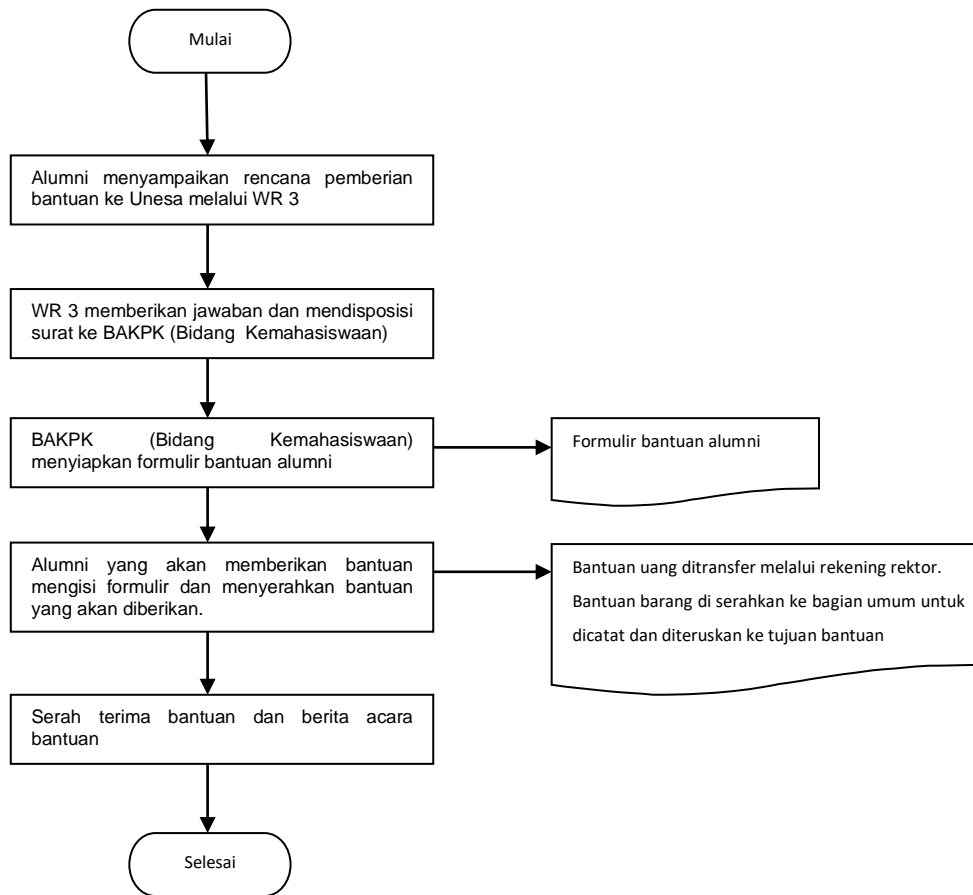 Mulai
Alumni menyampaikan rencana pemberian
bantuan ke Unesa melalui WR 3
WR 3 memberikan jawaban dan mendisposisi
surat ke BAKPK (Bidang Kemahasiswaan)
BAKPK (Bidang Kemahasiswaan)
menyiapkan formulir bantuan alumni
Formulir bantuan alumni
Alumni yang akan memberikan bantuan
mengisi formulir dan menyerahkan bantuan
yang akan diberikan.
Bantuan uang ditransfer melalui rekening rektor.
Bantuan barang di serahkan ke bagian umum untuk
dicatat dan diteruskan ke tujuan bantuan
Serah terima bantuan dan berita acara
bantuan
Selesai